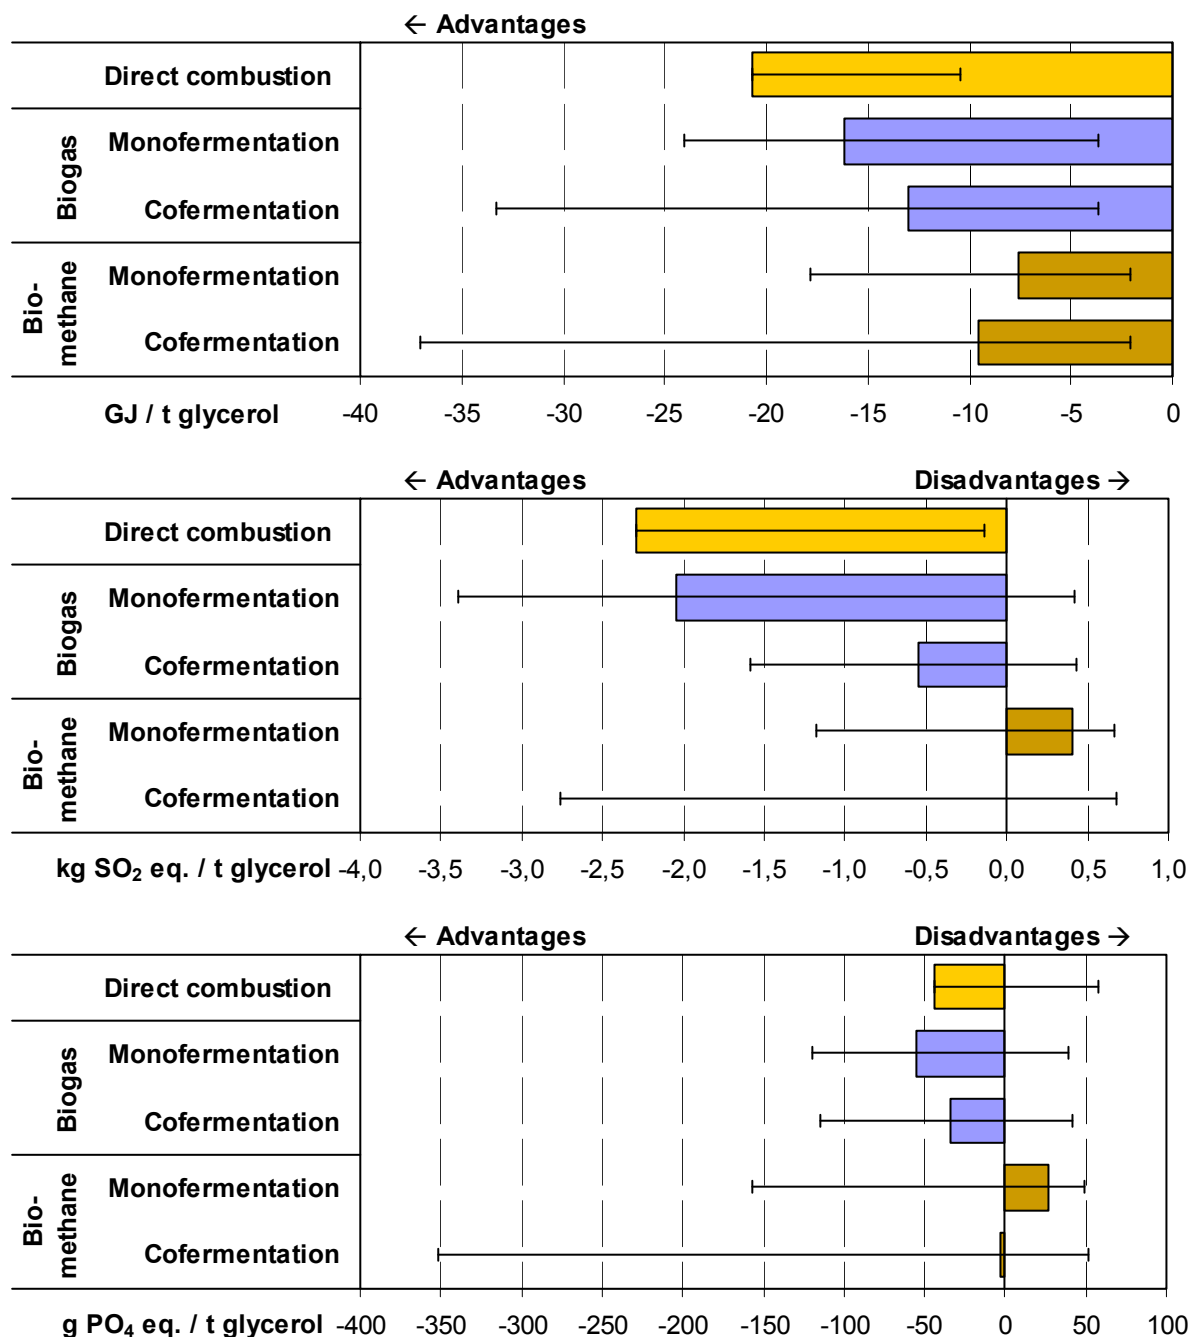 ← Advantages
Direct combustion
Biogas
Monofermentation
Cofermentation
Bio-
methane
Monofermentation
Cofermentation
GJ / t glycerol -40 -35 -30 -25 -20 -15 -10 -5 0
← Advantages Disadvantages →
Direct combustion
Biogas
Monofermentation
Cofermentation
Bio-
methane
Monofermentation
Cofermentation
kg SO₂ eq. / t glycerol -4,0 -3,5 -3,0 -2,5 -2,0 -1,5 -1,0 -0,5 0,0 0,5 1,0
← Advantages Disadvantages →
Direct combustion
Biogas
Monofermentation
Cofermentation
Bio-
methane
Monofermentation
Cofermentation
g PO₄ eq. / t glycerol -400 -350 -300 -250 -200 -150 -100 -50 0 50 100